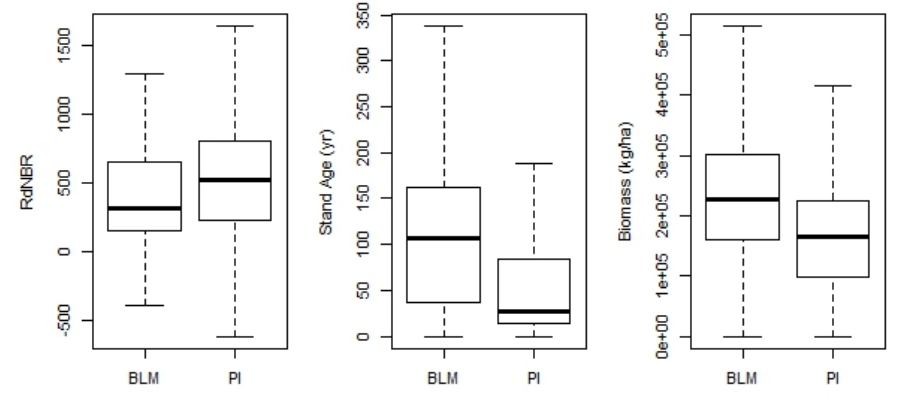 RdNBR
1500
1000
500
0
-500
BLM PI
Stand Age (yr)
350
300
250
200
150
100
50
0
BLM PI
Biomass (kg/ha)
5e+05
4e+05
3e+05
2e+05
1e+05
0e+00
BLM PI